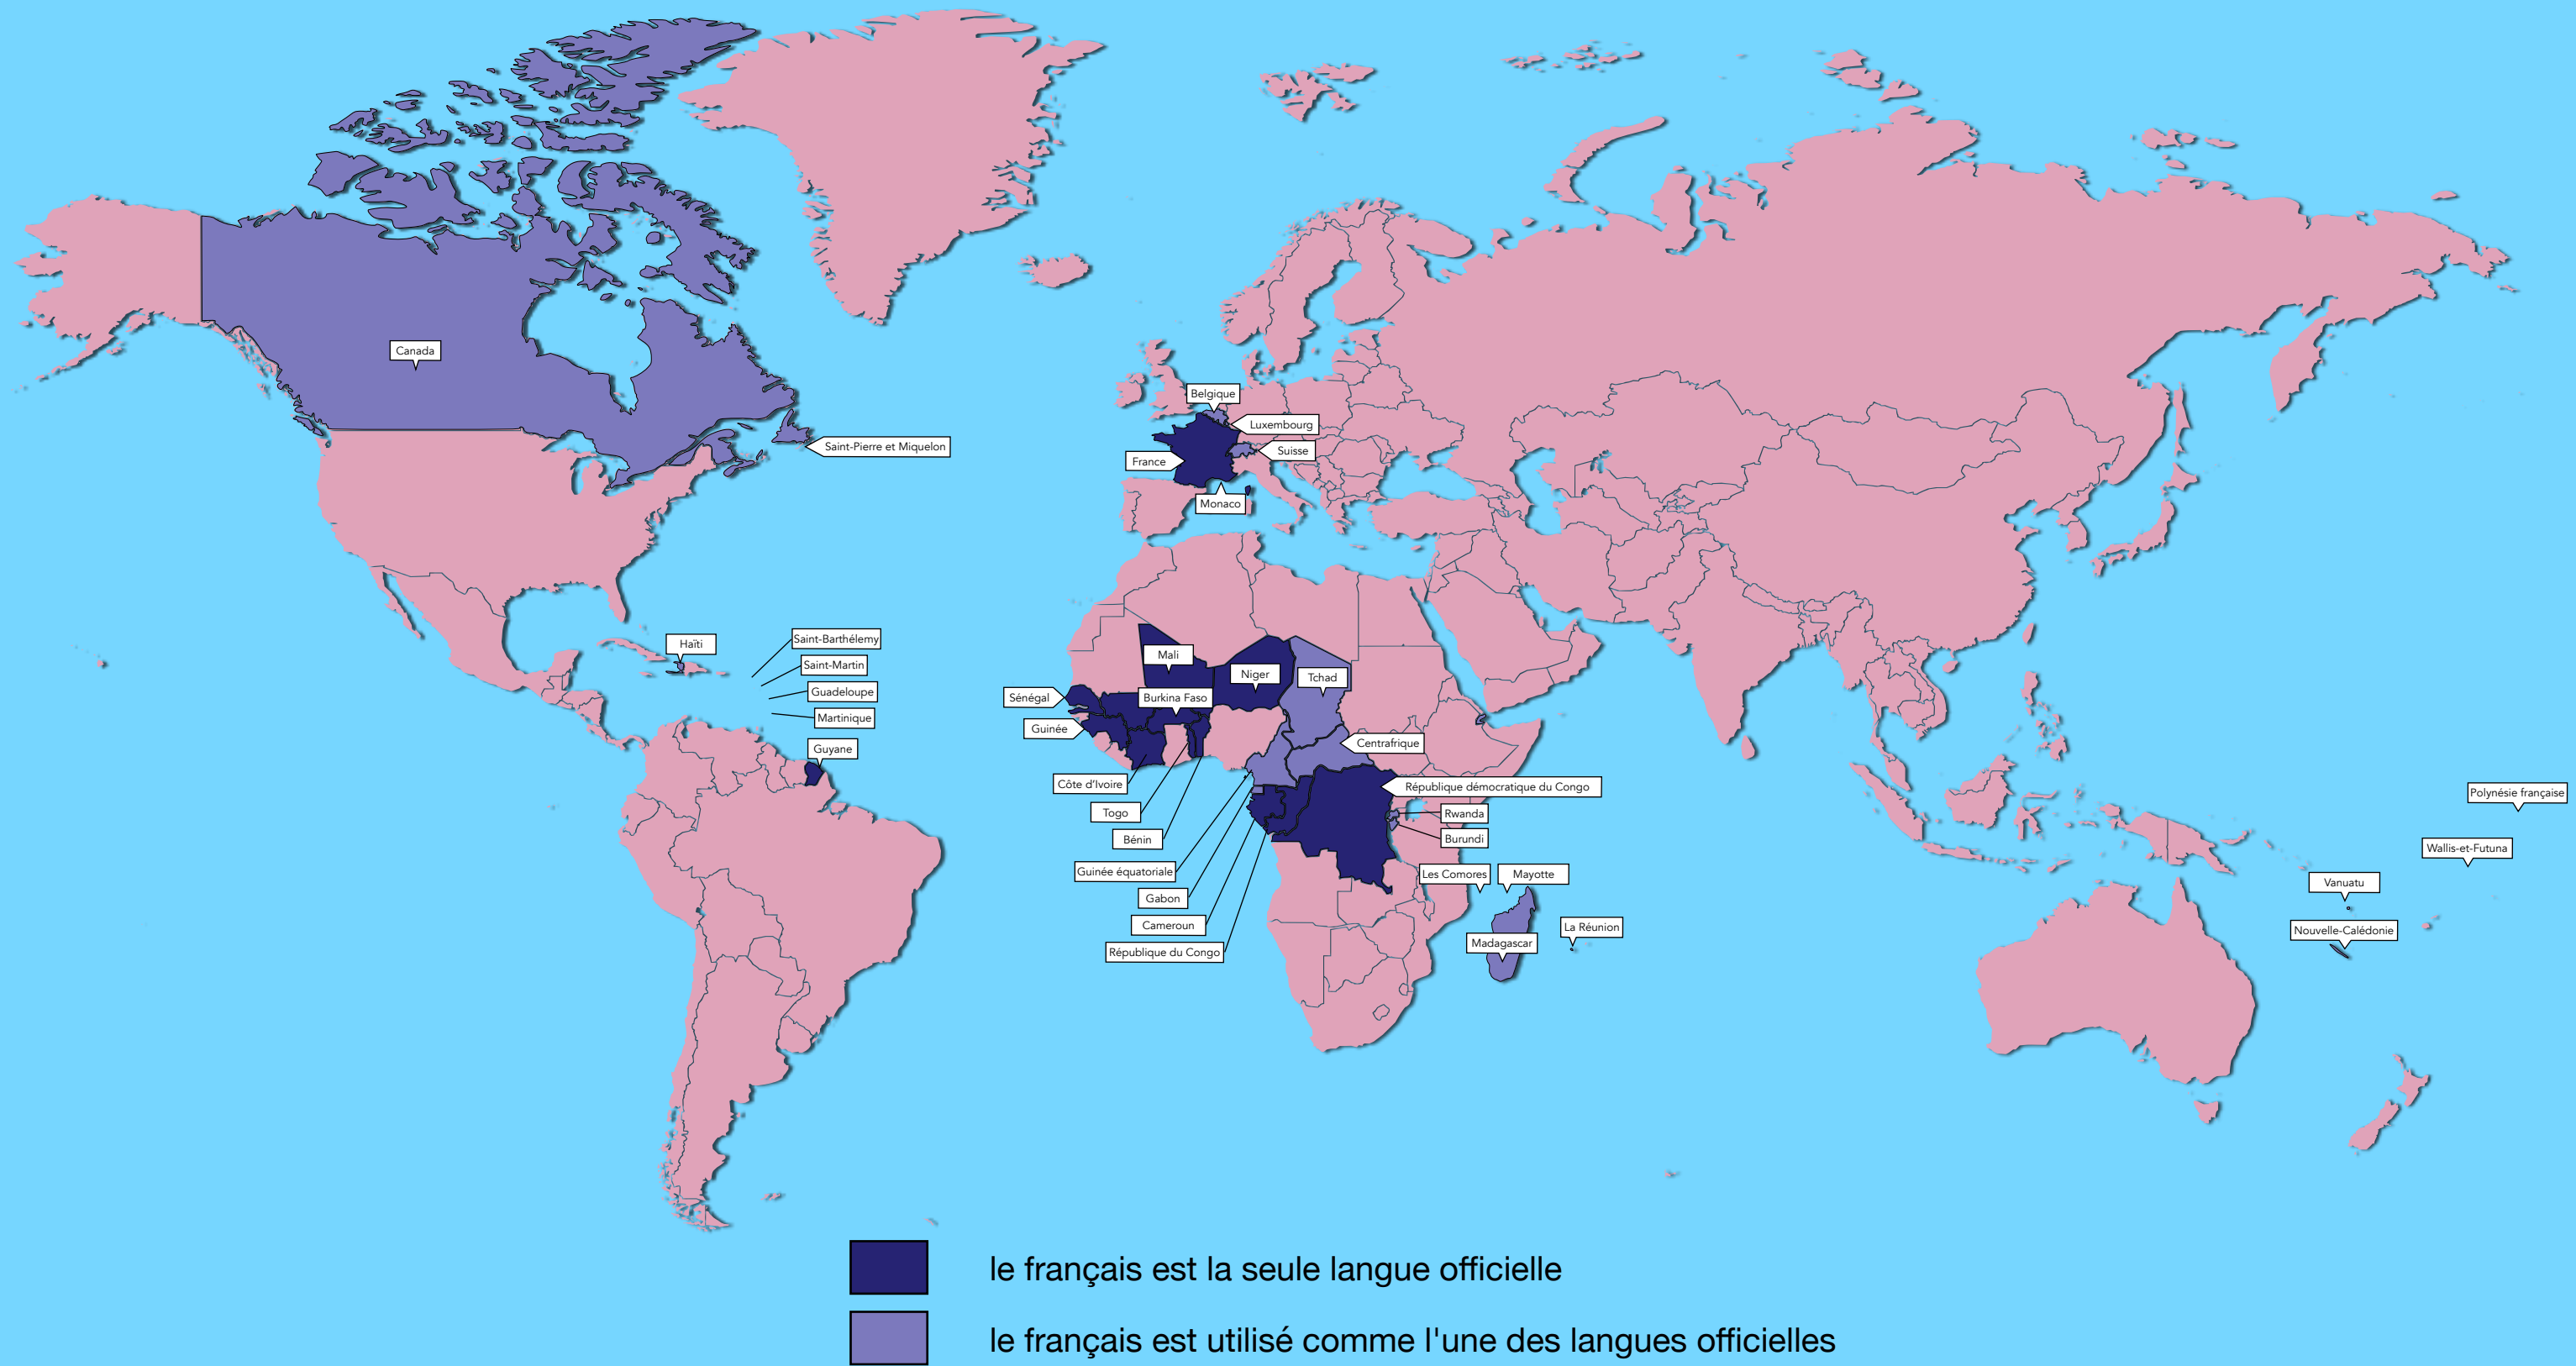 Canada
Saint-Pierre et Miquelon
Belgique
Luxembourg
Suisse
France
Monaco
Haïti
Saint-Barthélemy
Saint-Martin
Guadeloupe
Martinique
Guyane
Mali
Niger
Tchad
Sénégal
Burkina Faso
Guinée
Centrafrique
Côte d'Ivoire
République démocratique du Congo
Togo
Rwanda
Bénin
Burundi
Guinée équatoriale
Les Comores
Mayotte
Gabon
Cameroun
La Réunion
République du Congo
Madagascar
Polynésie française
Wallis-et-Futuna
Vanuatu
Nouvelle-Calédonie
le français est la seule langue officielle
le français est utilisé comme l'une des langues officielles